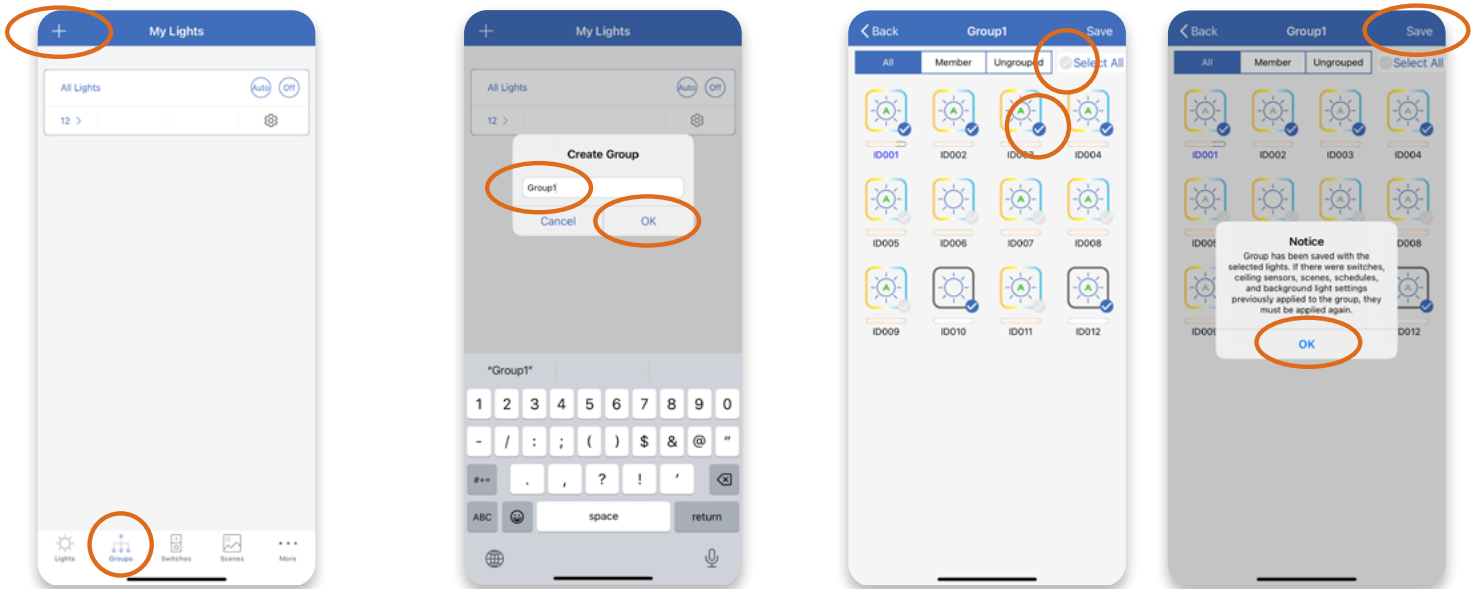 + My Lights
All Lights Auto Off
12 >
Lights Groups Switches Scenes More
+ My Lights
All Lights Auto Off
12 >
Create Group
Group1
Cancel OK
"Group1"
1 2 3 4 5 6 7 8 9 0
- / : ; ( ) $ & @ "
#+= . , ? ! '
ABC space return
< Back Group1 Save
All Member Ungrouped Select All
A A A A
ID001 ID002 ID003 ID004
A A A
ID005 ID006 ID007 ID008
A A A
ID009 ID010 ID011 ID012
< Back Group1 Save
All Member Ungrouped Select All
A A A A
ID001 ID002 ID003 ID004
A A A
ID005 D008
Notice
Group has been saved with the
selected lights. If there were switches,
ceiling sensors, scenes, schedules,
and background light settings
previously applied to the group, they
must be applied again.
A
ID009 D012
OK